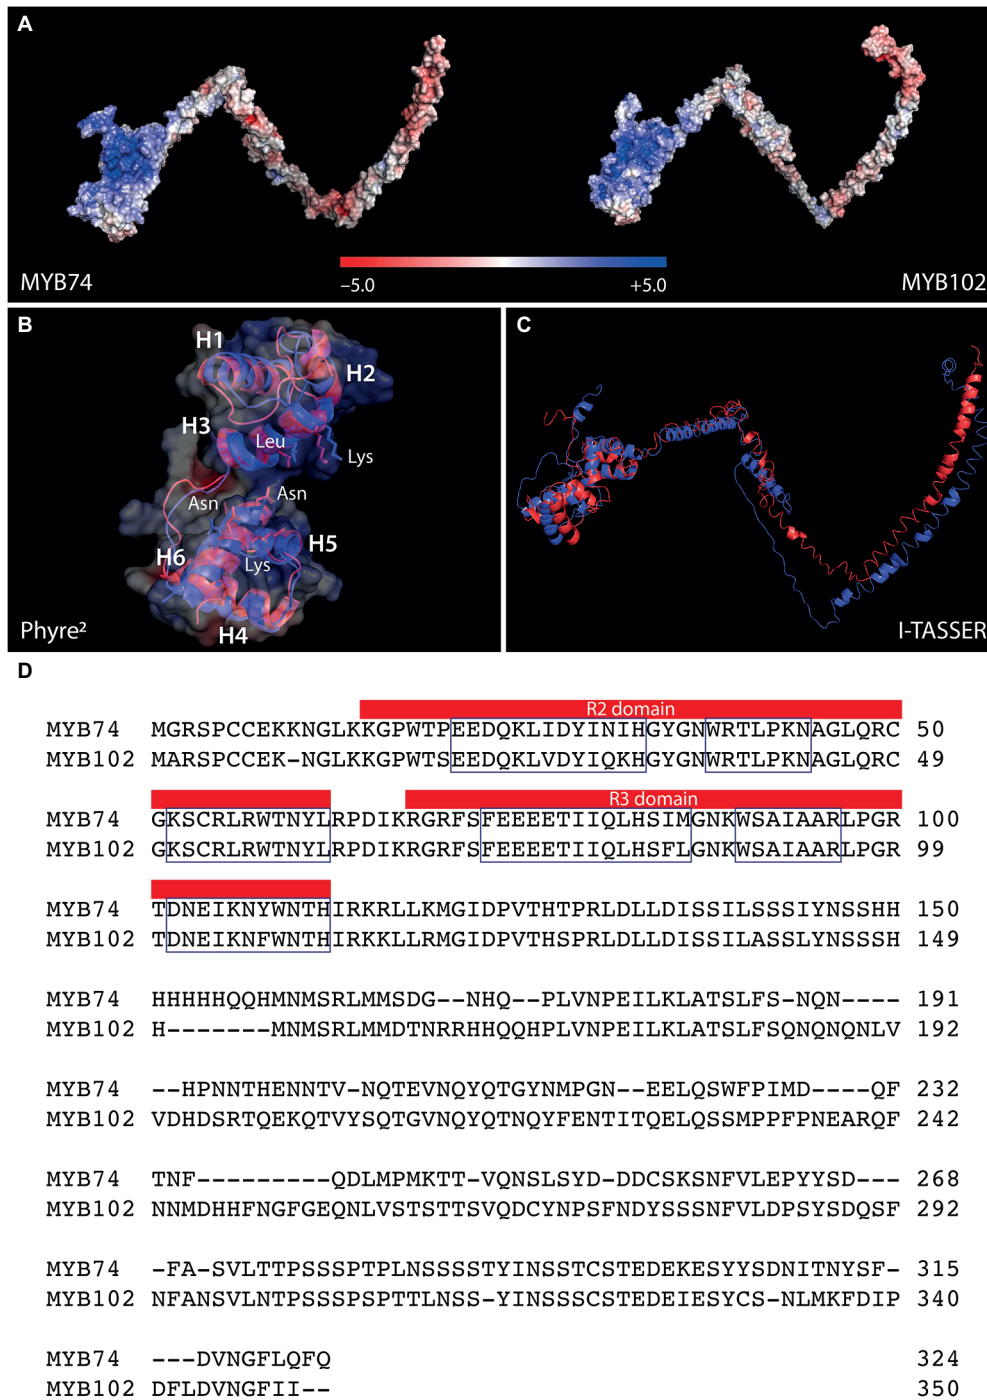 A
MYB74
−5.0
+5.0
MYB102
B
H1
H2
H3
Leu
Lys
Asn
Asn
H6
H5
Lys
H4
Phyre²
C
I-TASSER
D
R2 domain
MYB74 MGRSPCCEKKNGLKKGPWTPEEDQKLIDYINIHGYGNWRTLPKNAGLQRC 50
MYB102 MARSPCCEK-NGLKKGPWTSEEDQKLVDYIQKHGYGNWRTLPKNAGLQRC 49
R3 domain
MYB74 GKSCRLRWTNYLRPDIKRGRFSFEEEETIIQLHSIMGNKWSAIAARLPGR 100
MYB102 GKSCRLRWTNYLRPDIKRGRFSFEEEETIIQLHSFLGNKWSAIAARLPGR 99
MYB74 TDNEIKNYWNTHIRKRLLKMGIDPVTHTPRLDLLDISSILSSSIYNSSHH 150
MYB102 TDNEIKNFWNTHIRKKLLRMGIDPVTHSPRLDLLDISSILASSLYNSSSH 149
MYB74 HHHHHQQHMNMSRLMMSDG--NHQ--PLVNPEILKLATSLFS-NQN---- 191
MYB102 H-------MNMSRLMMDTNRRHHQQHPLVNPEILKLATSLFSQNQNQNLV 192
MYB74 --HPNNTHENNTV-NQTEVNQYQTGYNMPGN--EELQSWFPIMD----QF 232
MYB102 VDHDSRTQEKQTVYSQTGVNQYQTNQYFENTITQELQSSMPPFPNEARQF 242
MYB74 TNF---------QDLMPMKTT-VQNSLSYD-DDCSKSNFVLEPYYSD--- 268
MYB102 NNMDHHFNGFGEQNLVSTSTTSVQDCYNPSFNDYSSSNFVLDPSYSDQSF 292
MYB74 -FA-SVLTTPSSSPTPLNSSSSTYINSSTCSTEDEKESYYSDNITNYSF- 315
MYB102 NFANSVLNTPSSSPSPTTLNSS-YINSSSCSTEDEIESYCS-NLMKFDIP 340
MYB74 ---DVNGFLQFQ 324
MYB102 DFLDVNGFII-- 350